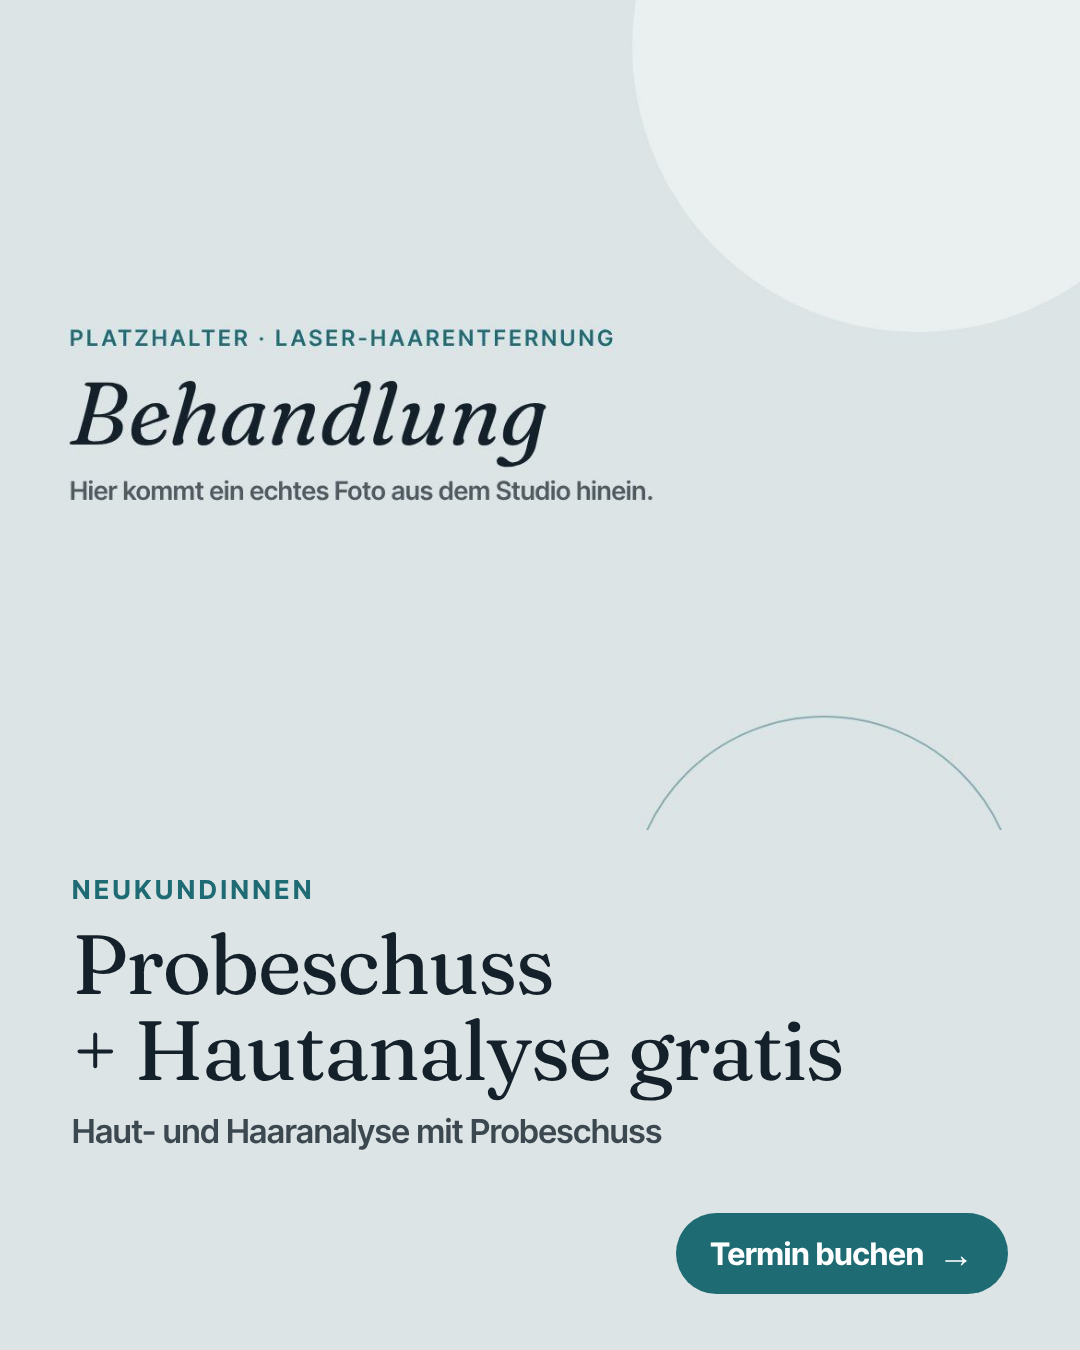 PLATZHALTER · LASER-HAARENTFERNUNG
Behandlung
Hier kommt ein echtes Foto aus dem Studio hinein.
NEUKUNDINNEN
Probeschuss
+ Hautanalyse gratis
Haut- und Haaranalyse mit Probeschuss
Termin buchen →